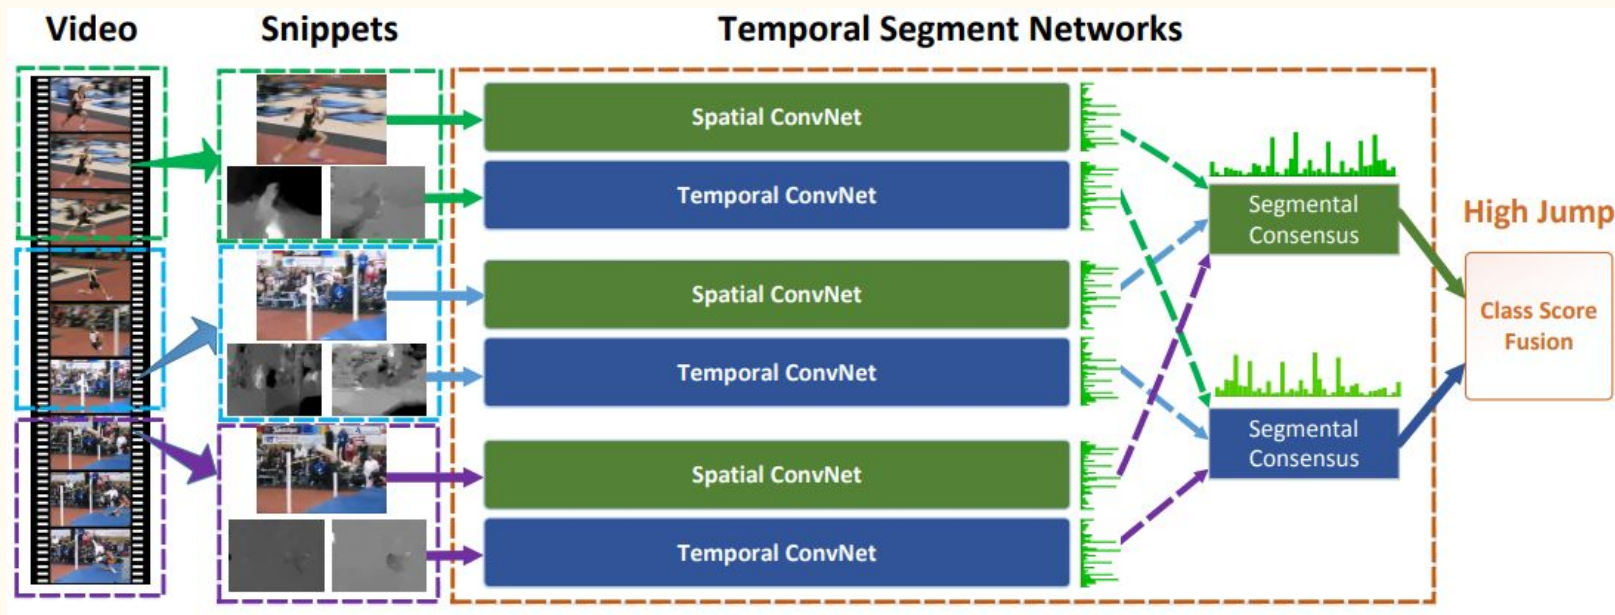 Video
Snippets
Temporal Segment Networks
Spatial ConvNet
Temporal ConvNet
Spatial ConvNet
Temporal ConvNet
Spatial ConvNet
Temporal ConvNet
Segmental
Consensus
Segmental
Consensus
High Jump
Class Score
Fusion